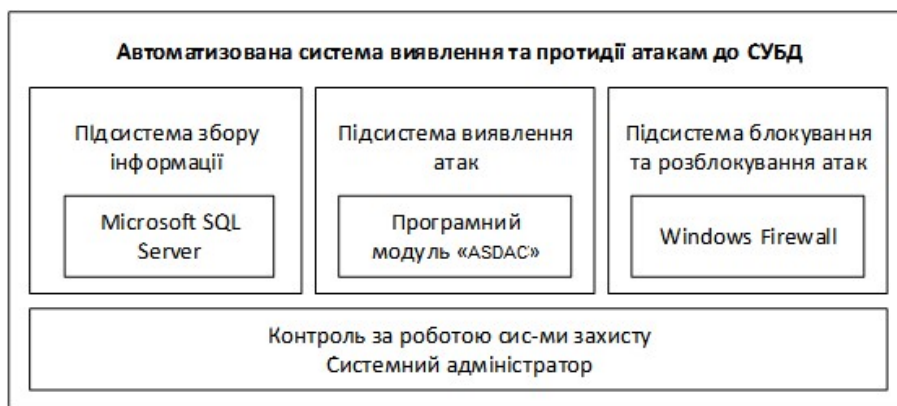 Автоматизована система виявлення та протидії атакам до СУБД
Підсистема збору
інформації
Microsoft SQL
Server
Підсистема виявлення
атак
Програмний
модуль «ASDAC»
Підсистема блокування
та розблокування атак
Windows Firewall
Контроль за роботою сис-ми захисту
Системний адміністратор